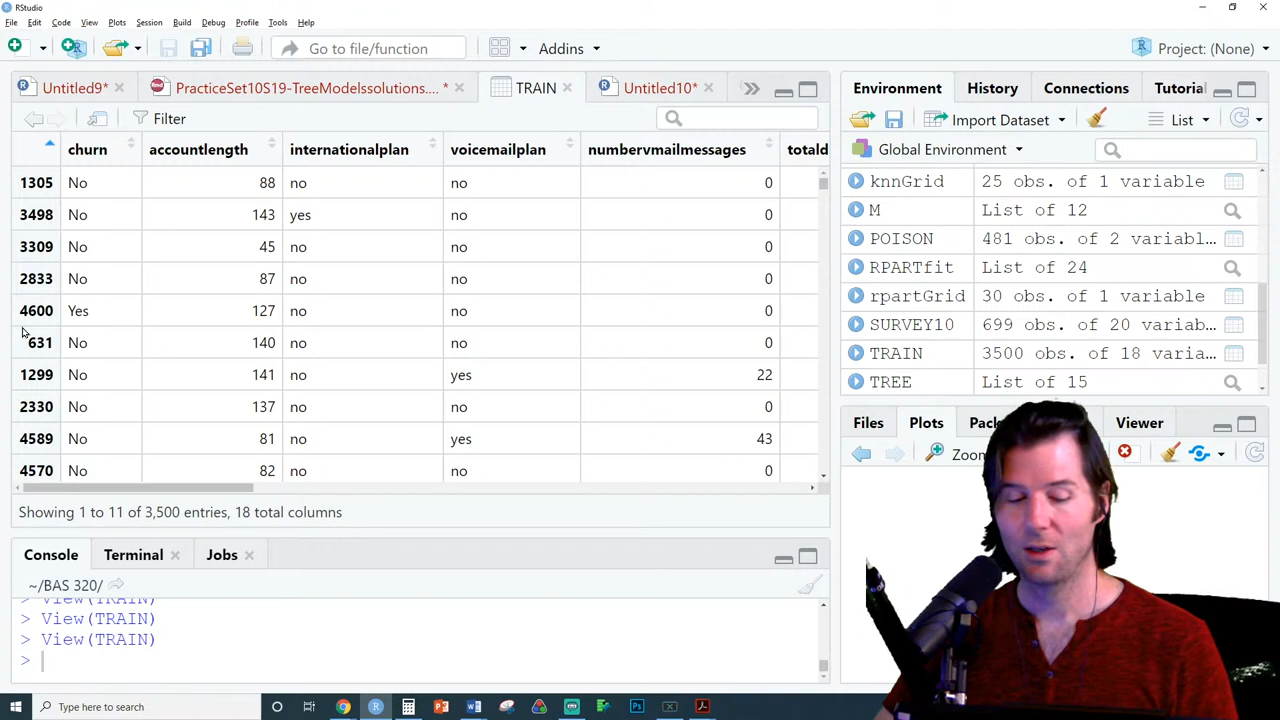 RStudio
File Edit Code View Plots Session Build Debug Profile Tools Help
Go to file/function Addins Project: (None)
Untitled9* PracticeSet10S19-TreeModelssolutions.... * TRAIN Untitled10*
Filter
churn accountlength internationalplan voicemailplan numbervmailmessages totald
1305 No 88 no no 0
3498 No 143 yes no 0
3309 No 45 no no 0
2833 No 87 no no 0
4600 Yes 127 no no 0
631 No 140 no no 0
1299 No 141 no yes 22
2330 No 137 no no 0
4589 No 81 no yes 43
4570 No 82 no no 0
Showing 1 to 11 of 3,500 entries, 18 total columns
Console Terminal Jobs
~/BAS 320/
> View(TRAIN)
> View(TRAIN)
> View(TRAIN)
>
Environment History Connections Tutorial
Import Dataset List
Global Environment
knnGrid 25 obs. of 1 variable
M List of 12
POISON 481 obs. of 2 variabl...
RPARTfit List of 24
rpartGrid 30 obs. of 1 variable
SURVEY10 699 obs. of 20 variab...
TRAIN 3500 obs. of 18 varia...
TREE List of 15
Files Plots Pack Viewer
Zoo
Type here to search